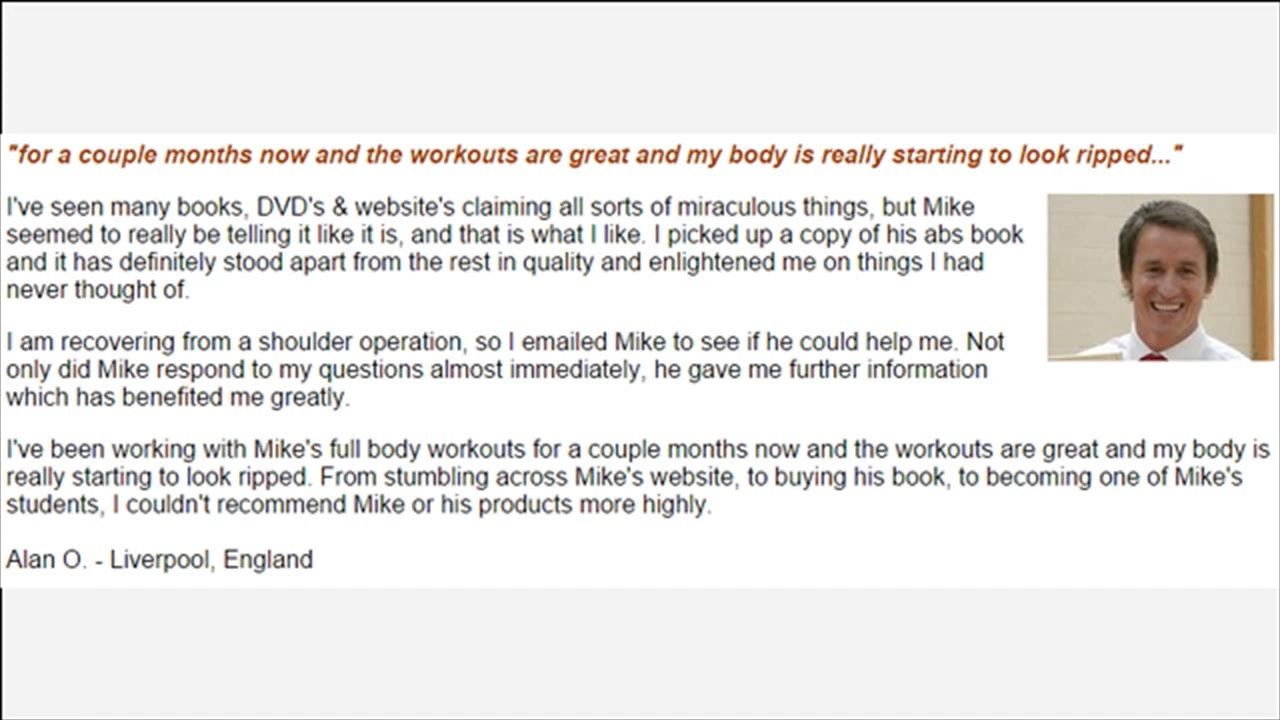 "for a couple months now and the workouts are great and my body is really starting to look ripped..."
I've seen many books, DVD's & website's claiming all sorts of miraculous things, but Mike
seemed to really be telling it like it is, and that is what I like. I picked up a copy of his abs book
and it has definitely stood apart from the rest in quality and enlightened me on things I had
never thought of.
I am recovering from a shoulder operation, so I emailed Mike to see if he could help me. Not
only did Mike respond to my questions almost immediately, he gave me further information
which has benefited me greatly.
I've been working with Mike's full body workouts for a couple months now and the workouts are great and my body is
really starting to look ripped. From stumbling across Mike's website, to buying his book, to becoming one of Mike's
students, I couldn't recommend Mike or his products more highly.
Alan O. - Liverpool, England